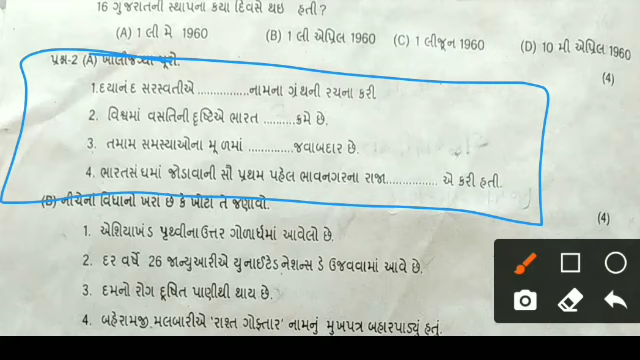 16 ગુજરાતની સ્થાપના કયા દિવસે થઇ હતી?
(A) 1 લી મે 1960 (B) 1 લી એપ્રિલ 1960 (C) 1 લીજૂન 1960 (D) 10 મી એપ્રિલ 1960
પ્રશ્ન-2 (A) ખાલીજગ્યા પૂરો. (4)
1.દયાનંદ સરસ્વતીએ ..............નામના ગ્રંથની રચના કરી
2. વિશ્વમાં વસતિની દૃષ્ટિએ ભારત .........ક્રમે છે.
3. તમામ સમસ્યાઓના મૂળમાં .............જવાબદાર છે.
4. ભારતસંઘમાં જોડાવાની સૌ પ્રથમ પહેલ ભાવનગરના રાજા............... એ કરી હતી.
(B) નીચેનાં વિધાનો ખરાં છે કે ખોટાં તે જણાવો. (4)
1. એશિયાખંડ પૃથ્વીના ઉત્તર ગોળાર્ધમાં આવેલો છે.
2. દર વર્ષે 26 જાન્યુઆરીએ યુનાઈટેડ નેશન્સ ડે ઉજવવામાં આવે છે.
3. દમનો રોગ દૂષિત પાણીથી થાય છે.
4. બહેરામજી મલબારીએ 'રાસ્ત ગોફ્તાર' નામનું મુખપત્ર બહારપાડ્યું હતું.